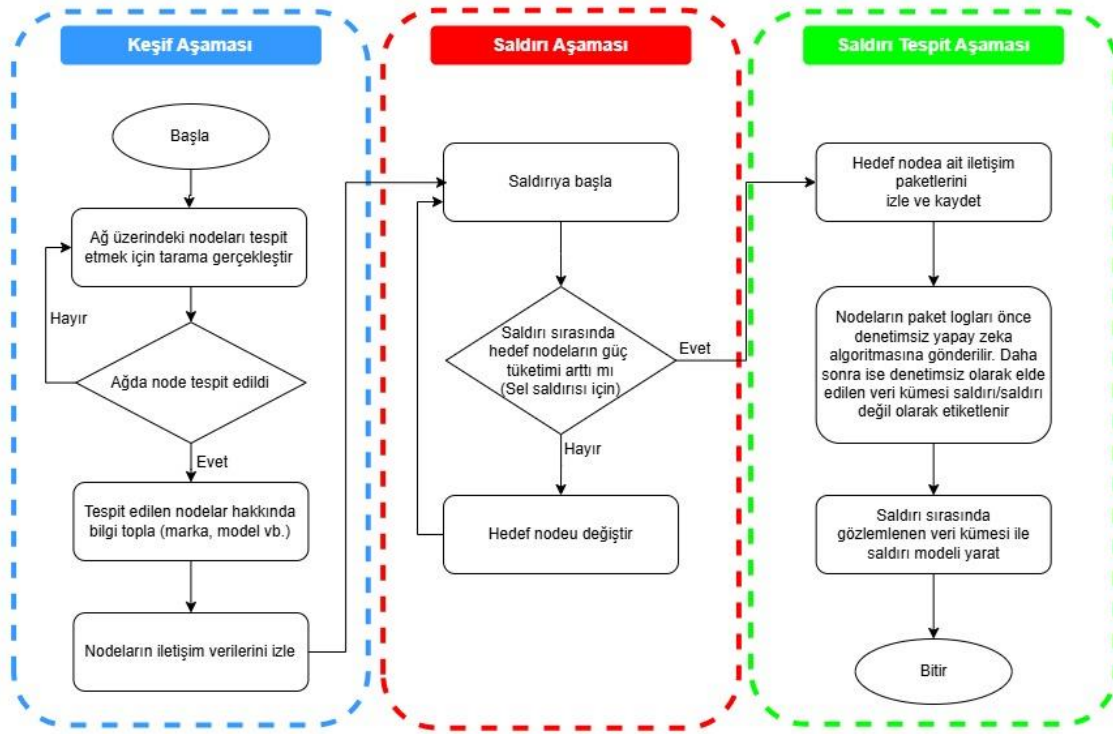 Keşif Aşaması
Başla
Ağ üzerindeki nodeları tespit
etmek için tarama gerçekleştir
Hayır
Ağda node tespit edildi
Evet
Tespit edilen nodelar hakkında
bilgi topla (marka, model vb.)
Nodeların iletişim verilerini izle
Saldırı Aşaması
Saldırıya başla
Saldırı sırasında
hedef nodeların güç
tüketimi arttı mı
(Sel saldırısı için)
Evet
Hayır
Hedef nodeu değiştir
Saldırı Tespit Aşaması
Hedef nodea ait iletişim
paketlerini
izle ve kaydet
Nodeların paket logları önce
denetimsiz yapay zeka
algoritmasına gönderilir. Daha
sonra ise denetimsiz olarak elde
edilen veri kümesi saldırı/saldırı
değil olarak etiketlenir
Saldırı sırasında
gözlemlenen veri kümesi ile
saldırı modeli yarat
Bitir